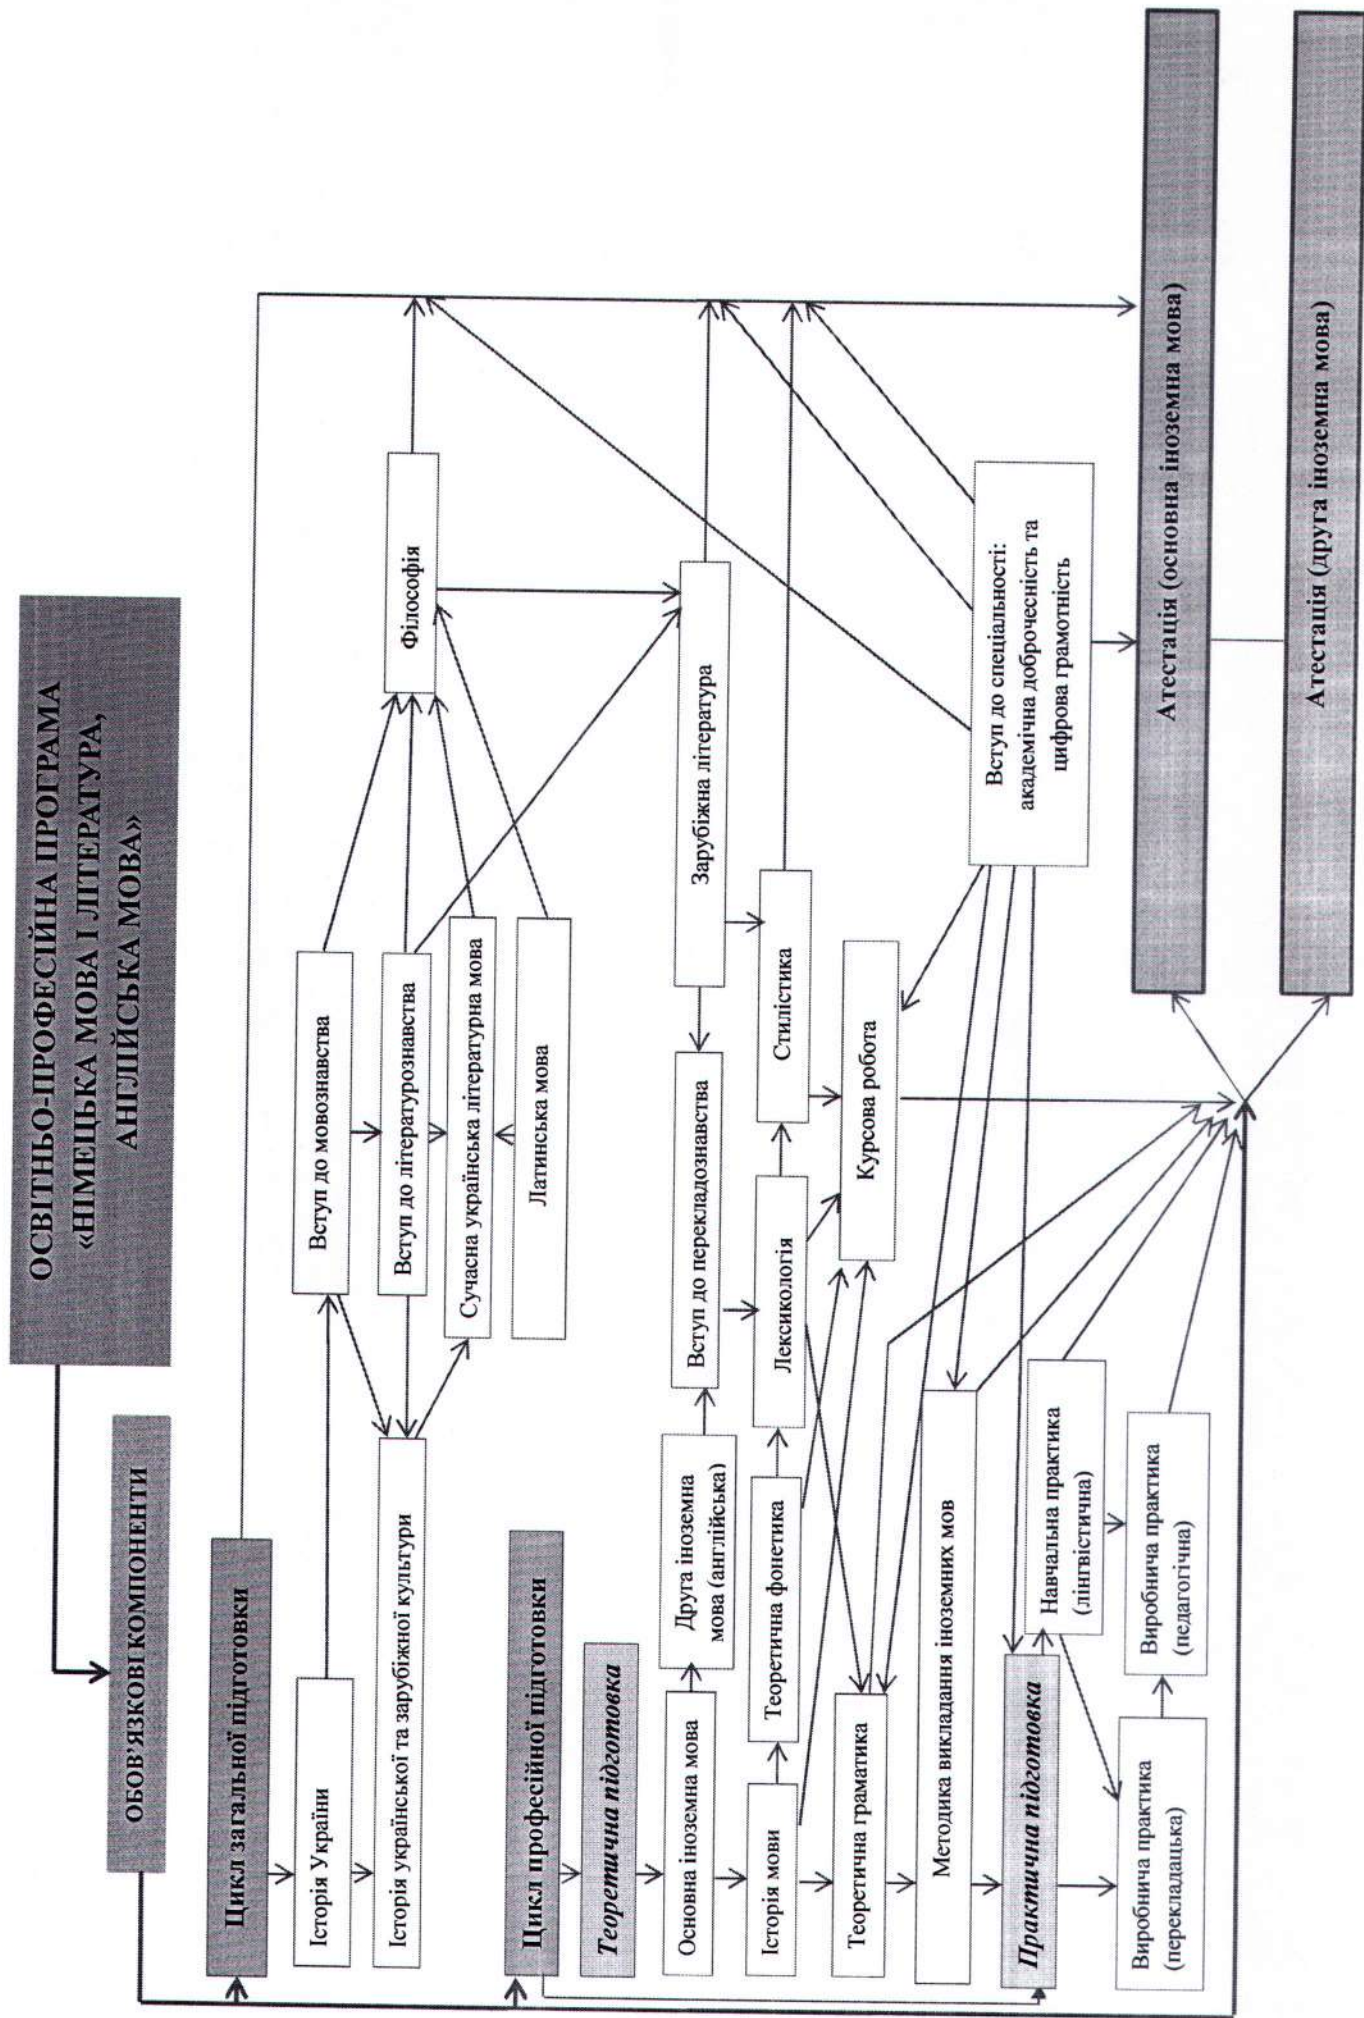 ОСВІТНЬО-ПРОФЕСІЙНА ПРОГРАМА
«НІМЕЦЬКА МОВА І ЛІТЕРАТУРА,
АНГЛІЙСЬКА МОВА»
ОБОВ’ЯЗКОВІ КОМПОНЕНТИ
Цикл загальної підготовки
Історія України
Вступ до мовознавства
Історія української та зарубіжної культури
Вступ до літературознавства
Філософія
Сучасна українська літературна мова
Латинська мова
Цикл професійної підготовки
Теоретична підготовка
Основна іноземна мова
Друга іноземна
мова (англійська)
Вступ до перекладознавства
Зарубіжна література
Історія мови
Теоретична фонетика
Лексикологія
Стилістика
Теоретична граматика
Курсова робота
Методика викладання іноземних мов
Вступ до спеціальності:
академічна доброчесність та
цифрова грамотність
Практична підготовка
Навчальна практика
(лінгвістична)
Виробнича практика
(перекладацька)
Виробнича практика
(педагогічна)
Атестація (основна іноземна мова)
Атестація (друга іноземна мова)